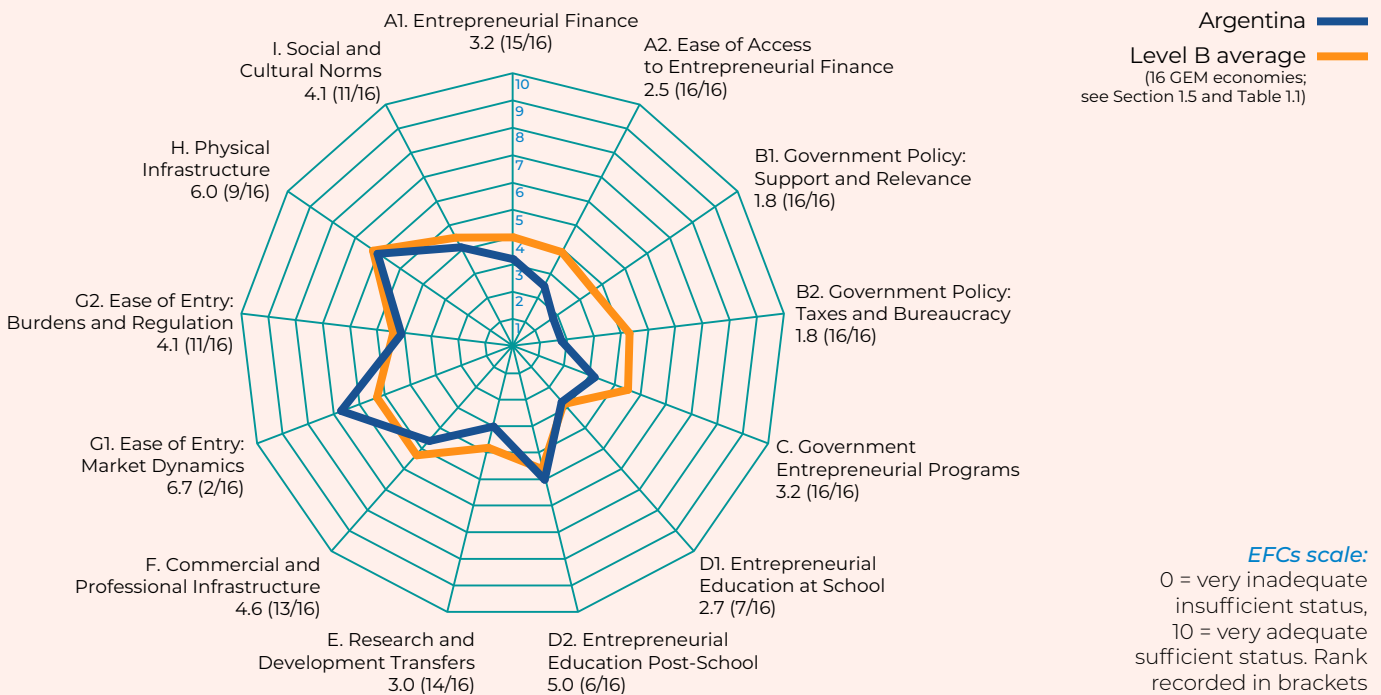 A1. Entrepreneurial Finance
3.2 (15/16)
A2. Ease of Access
to Entrepreneurial Finance
2.5 (16/16)
B1. Government Policy:
Support and Relevance
1.8 (16/16)
B2. Government Policy:
Taxes and Bureaucracy
1.8 (16/16)
C. Government
Entrepreneurial Programs
3.2 (16/16)
D1. Entrepreneurial
Education at School
2.7 (7/16)
D2. Entrepreneurial
Education Post-School
5.0 (6/16)
E. Research and
Development Transfers
3.0 (14/16)
F. Commercial and
Professional Infrastructure
4.6 (13/16)
G1. Ease of Entry:
Market Dynamics
6.7 (2/16)
G2. Ease of Entry:
Burdens and Regulation
4.1 (11/16)
H. Physical
Infrastructure
6.0 (9/16)
I. Social and
Cultural Norms
4.1 (11/16)
10
9
8
7
6
5
4
3
2
1
Argentina
Level B average
(16 GEM economies;
see Section 1.5 and Table 1.1)
EFCs scale:
0 = very inadequate
insufficient status,
10 = very adequate
sufficient status. Rank
recorded in brackets